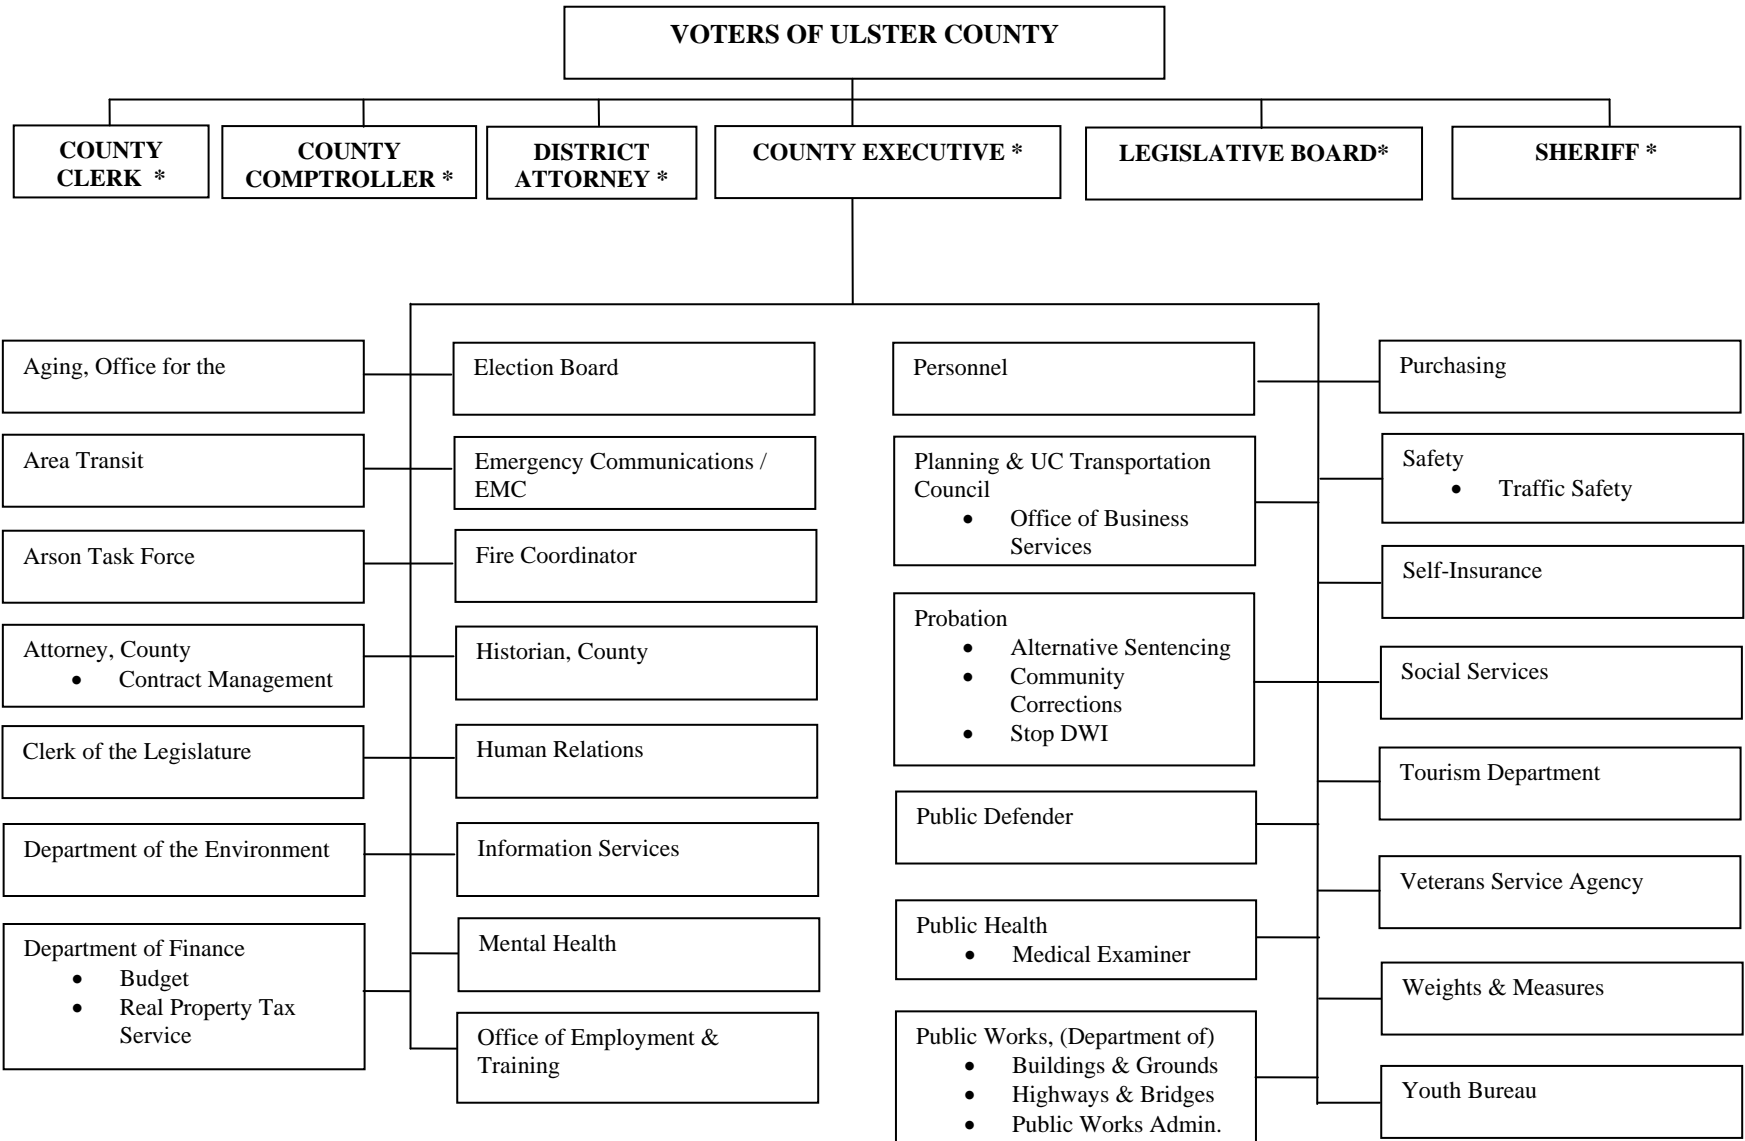 VOTERS OF ULSTER COUNTY
COUNTY
CLERK *
COUNTY
COMPTROLLER *
DISTRICT
ATTORNEY *
COUNTY EXECUTIVE *
LEGISLATIVE BOARD*
SHERIFF *
Aging, Office for the
Area Transit
Arson Task Force
Attorney, County
• Contract Management
Clerk of the Legislature
Department of the Environment
Department of Finance
• Budget
• Real Property Tax
Service
Election Board
Emergency Communications /
EMC
Fire Coordinator
Historian, County
Human Relations
Information Services
Mental Health
Office of Employment &
Training
Personnel
Planning & UC Transportation
Council
• Office of Business
Services
Probation
• Alternative Sentencing
• Community
Corrections
• Stop DWI
Public Defender
Public Health
• Medical Examiner
Public Works, (Department of)
• Buildings & Grounds
• Highways & Bridges
• Public Works Admin.
Purchasing
Safety
• Traffic Safety
Self-Insurance
Social Services
Tourism Department
Veterans Service Agency
Weights & Measures
Youth Bureau